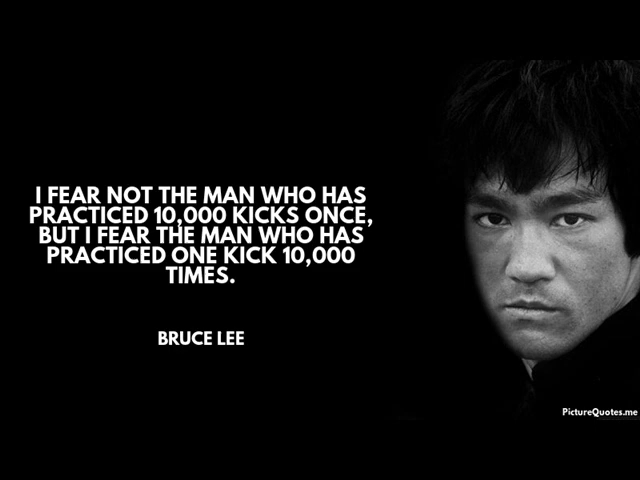 I FEAR NOT THE MAN WHO HAS
PRACTICED 10,000 KICKS ONCE,
BUT I FEAR THE MAN WHO HAS
PRACTICED ONE KICK 10,000
TIMES.
BRUCE LEE
PictureQuotes.me